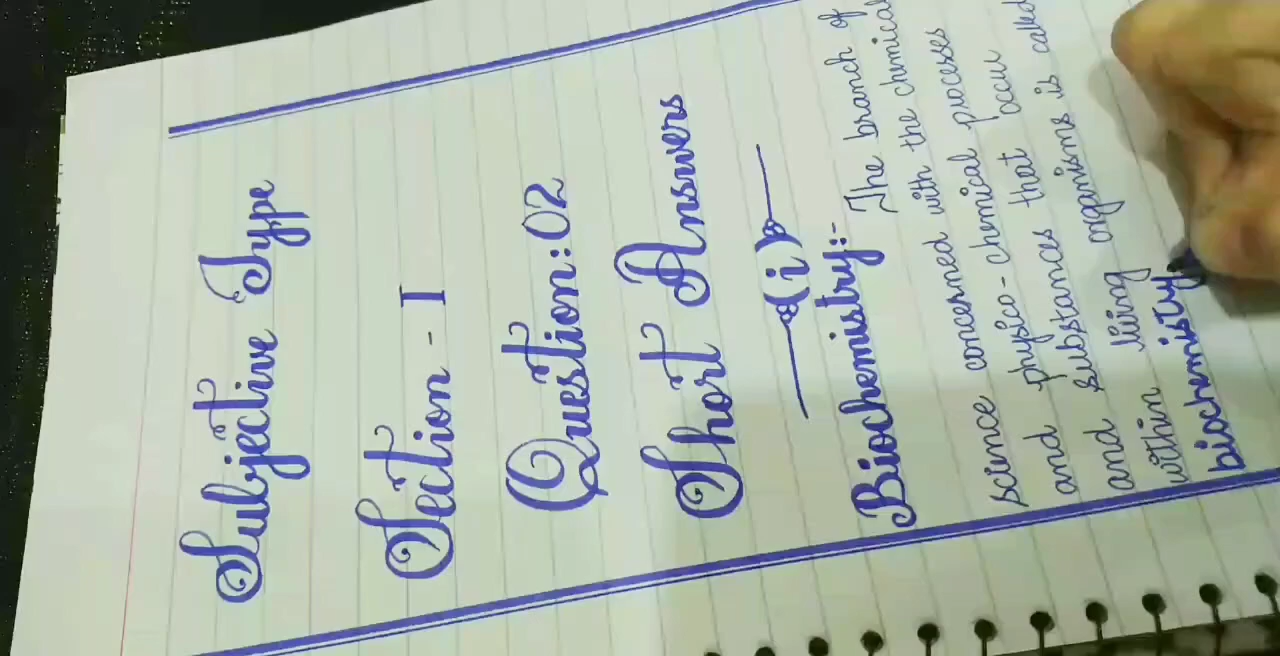 Subjective Type
Section - I
Question:02
Short Answers
(i)
Biochemistry:- The branch of
science concerned with the chemical
and physico-chemical processes
and substances that occur
within living organisms is called
biochemistry.